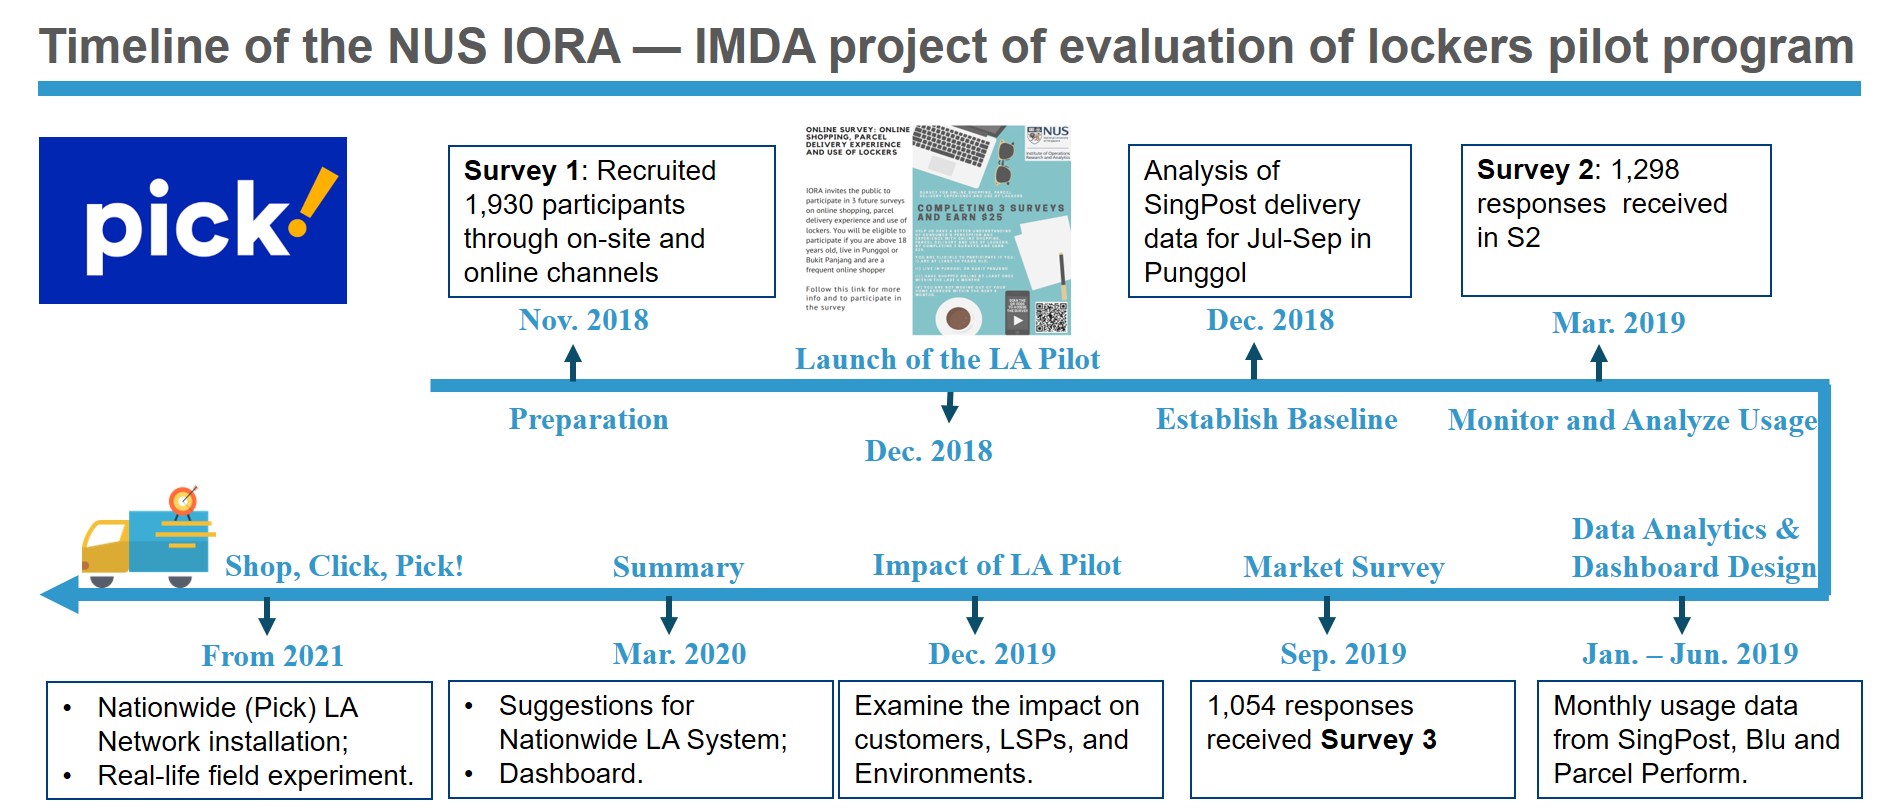 Timeline of the NUS IORA — IMDA project of evaluation of lockers pilot program
pick!
Survey 1: Recruited
1,930 participants
through on-site and
online channels
Nov. 2018
Preparation
ONLINE SURVEY: ONLINE
SHOPPING, PARCEL
DELIVERY EXPERIENCE
AND USE OF LOCKERS
IORA invites the public to
participate in 3 future surveys
on online shopping, parcel
delivery experience and use of
lockers. You will be eligible to
participate if you are above 18
years old, live in Punggol or
Bukit Panjang and are a
frequent online shopper
Follow this link for more
info and to participate in
the survey
NUS
COMPLETING 3 SURVEYS
AND EARN $25
Launch of the LA Pilot
Dec. 2018
Analysis of
SingPost delivery
data for Jul-Sep in
Punggol
Dec. 2018
Establish Baseline
Survey 2: 1,298
responses received
in S2
Mar. 2019
Monitor and Analyze Usage
Data Analytics &
Dashboard Design
Jan. – Jun. 2019
Monthly usage data
from SingPost, Blu and
Parcel Perform.
Market Survey
Sep. 2019
1,054 responses
received Survey 3
Impact of LA Pilot
Dec. 2019
Examine the impact on
customers, LSPs, and
Environments.
Summary
Mar. 2020
• Suggestions for
Nationwide LA System;
• Dashboard.
Shop, Click, Pick!
From 2021
• Nationwide (Pick) LA
Network installation;
• Real-life field experiment.